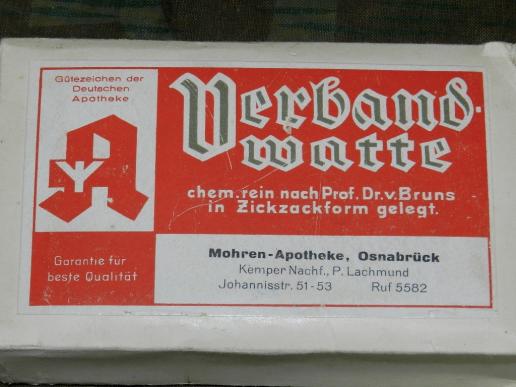 Gütezeichen der
Deutschen
Apotheke
Verband-
watte
chem. rein nach Prof. Dr. v. Bruns
in Zickzackform gelegt.
Garantie für
beste Qualität
Mohren-Apotheke, Osnabrück
Kemper Nachf., P. Lachmund
Johannisstr. 51-53 Ruf 5582